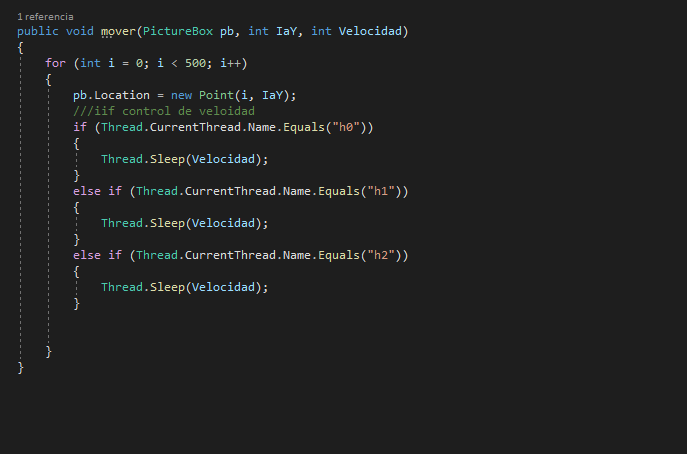 1 referencia
public void mover(PictureBox pb, int IaY, int Velocidad)
{
for (int i = 0; i < 500; i++)
{
pb.Location = new Point(i, IaY);
///iif control de veloidad
if (Thread.CurrentThread.Name.Equals("h0"))
{
Thread.Sleep(Velocidad);
}
else if (Thread.CurrentThread.Name.Equals("h1"))
{
Thread.Sleep(Velocidad);
}
else if (Thread.CurrentThread.Name.Equals("h2"))
{
Thread.Sleep(Velocidad);
}
}
}